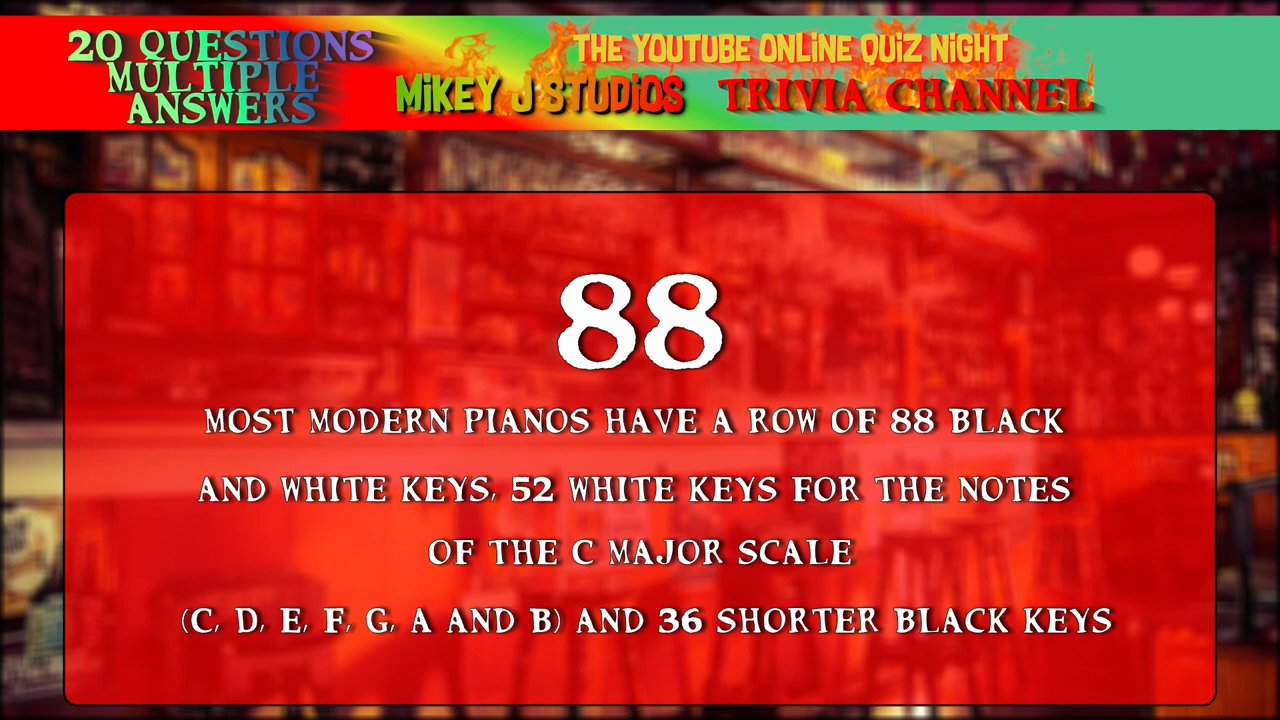 20 QUESTIONS
MULTIPLE
ANSWERS
THE YOUTUBE ONLINE QUIZ NIGHT
MIKEY J STUDIOS TRIVIA CHANNEL
88
MOST MODERN PIANOS HAVE A ROW OF 88 BLACK
AND WHITE KEYS, 52 WHITE KEYS FOR THE NOTES
OF THE C MAJOR SCALE
(C, D, E, F, G, A AND B) AND 36 SHORTER BLACK KEYS